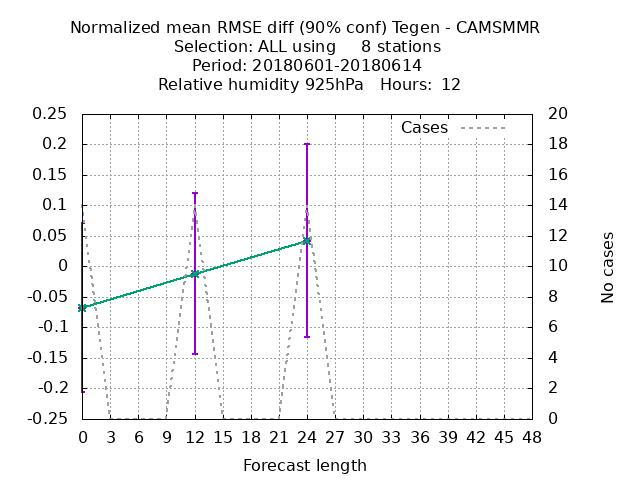 Normalized mean RMSE diff (90% conf) Tegen - CAMSMMR
Selection: ALL using     8 stations
Period: 20180601-20180614
Relative humidity 925hPa   Hours:  12
0.25 20
0.2 18
0.15 16
0.1 14
0.05 12
0 10
-0.05 8
-0.1 6
-0.15 4
-0.2 2
-0.25 0
Cases
No cases
0 3 6 9 12 15 18 21 24 27 30 33 36 39 42 45 48
Forecast length